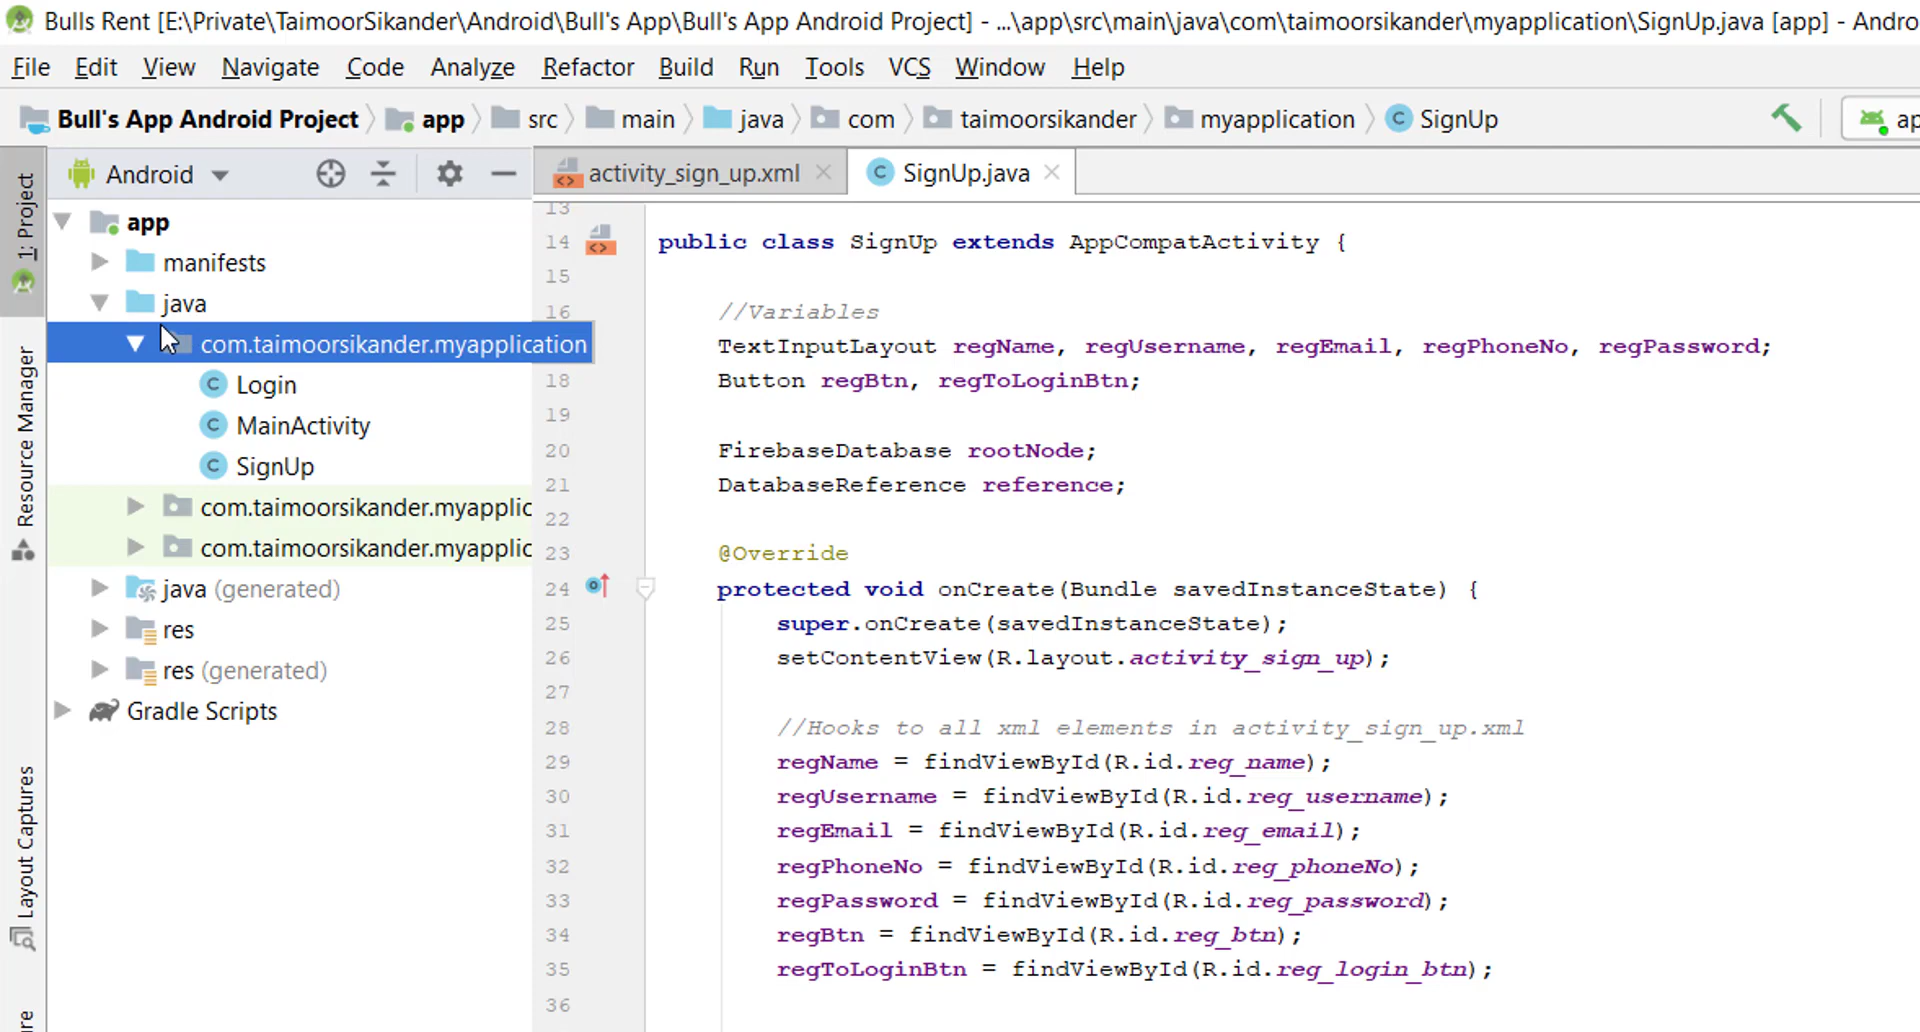 Bulls Rent [E:\Private\TaimoorSikander\Android\Bull's App\Bull's App Android Project] - ...\app\src\main\java\com\taimoorsikander\myapplication\SignUp.java [app] - Andro
File Edit View Navigate Code Analyze Refactor Build Run Tools VCS Window Help
Bull's App Android Project app src main java com taimoorsikander myapplication SignUp ap
1: Project
Resource Manager
Layout Captures
Android
app
manifests
java
com.taimoorsikander.myapplication
Login
MainActivity
SignUp
com.taimoorsikander.myapplic
com.taimoorsikander.myapplic
java (generated)
res
res (generated)
Gradle Scripts
activity_sign_up.xml SignUp.java
13
14 public class SignUp extends AppCompatActivity {
15
16 //Variables
TextInputLayout regName, regUsername, regEmail, regPhoneNo, regPassword;
18 Button regBtn, regToLoginBtn;
19
20 FirebaseDatabase rootNode;
21 DatabaseReference reference;
22
23 @Override
24 protected void onCreate(Bundle savedInstanceState) {
25 super.onCreate(savedInstanceState);
26 setContentView(R.layout.activity_sign_up);
27
28 //Hooks to all xml elements in activity_sign_up.xml
29 regName = findViewById(R.id.reg_name);
30 regUsername = findViewById(R.id.reg_username);
31 regEmail = findViewById(R.id.reg_email);
32 regPhoneNo = findViewById(R.id.reg_phoneNo);
33 regPassword = findViewById(R.id.reg_password);
34 regBtn = findViewById(R.id.reg_btn);
35 regToLoginBtn = findViewById(R.id.reg_login_btn);
36